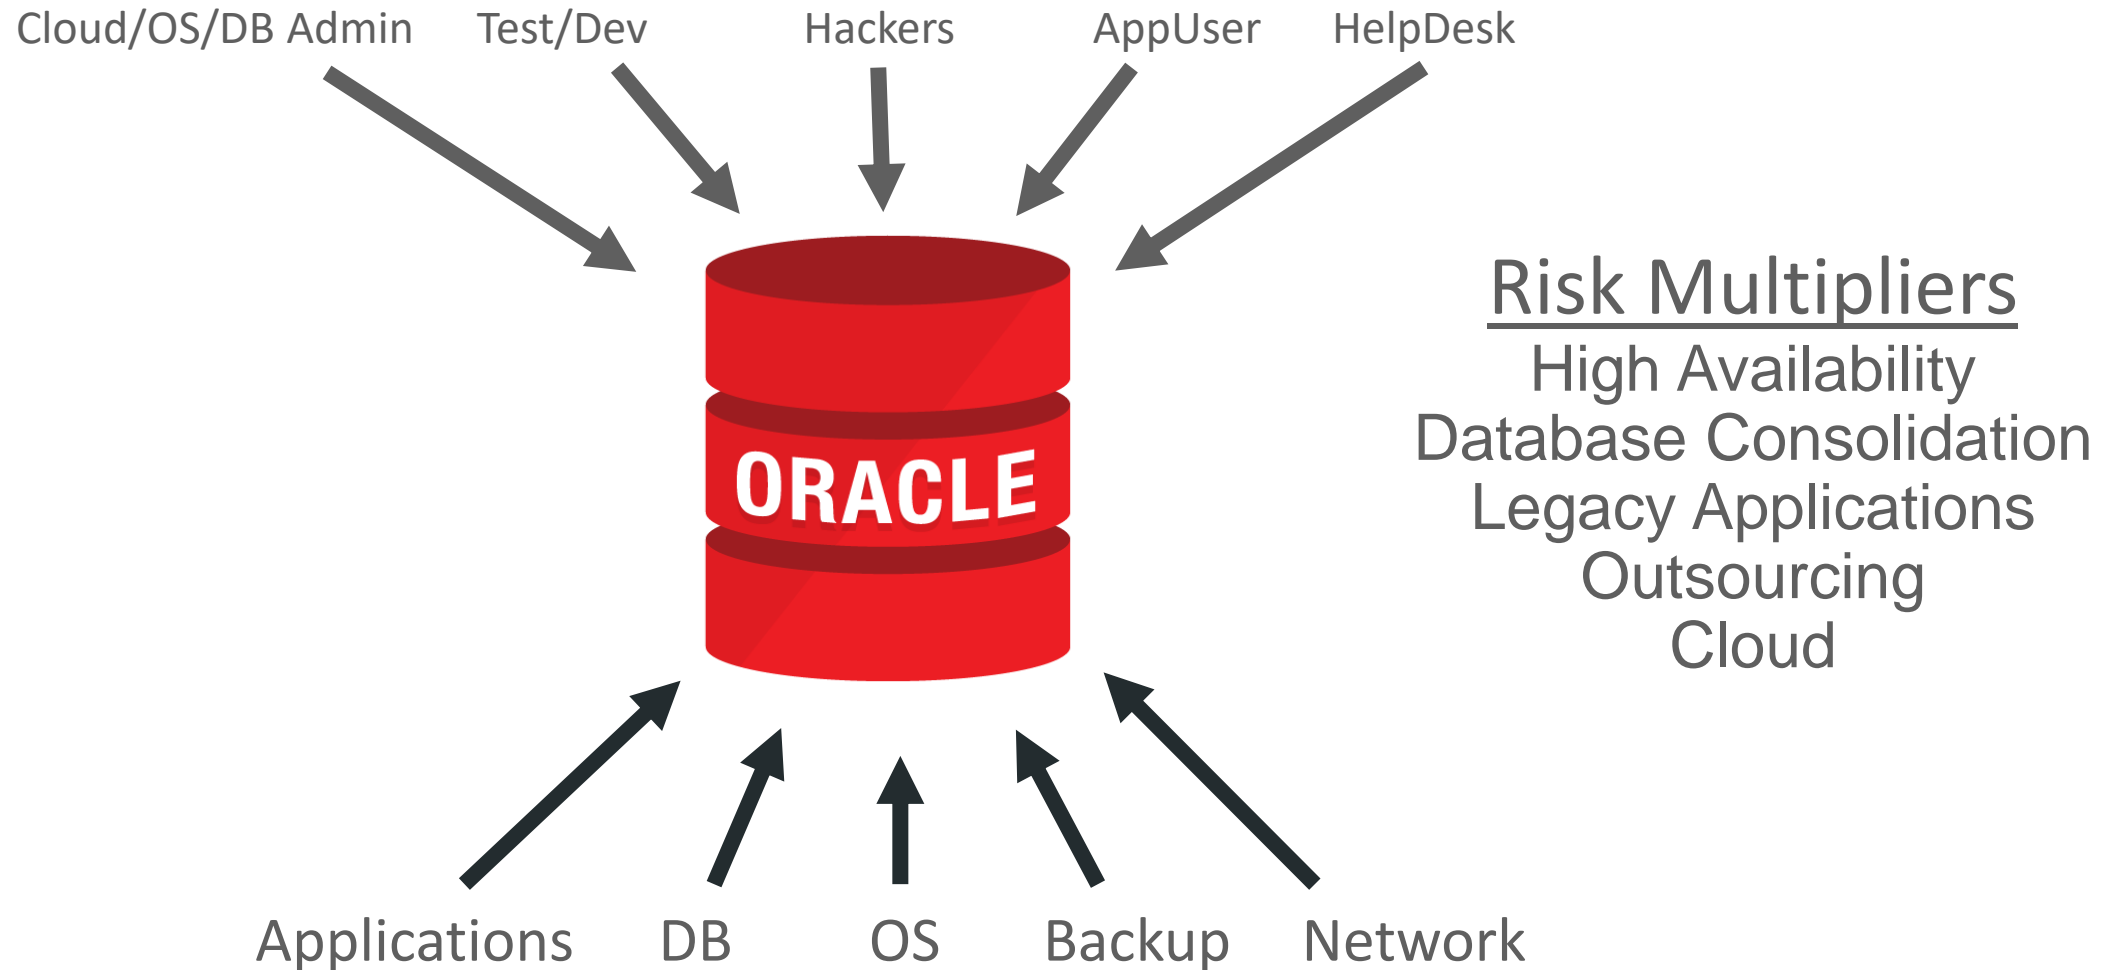 Cloud/OS/DB Admin Test/Dev Hackers AppUser HelpDesk
ORACLE
Risk Multipliers
High Availability
Database Consolidation
Legacy Applications
Outsourcing
Cloud
Applications DB OS Backup Network